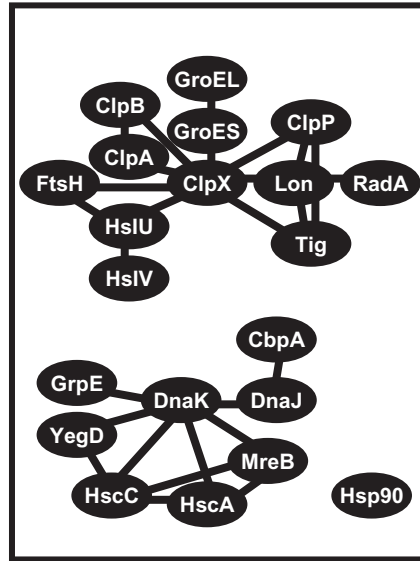 GroEL
ClpB
GroES
ClpP
ClpA
FtsH
ClpX
Lon
RadA
HslU
Tig
HslV
CbpA
GrpE
DnaK
DnaJ
YegD
MreB
HscC
HscA
Hsp90